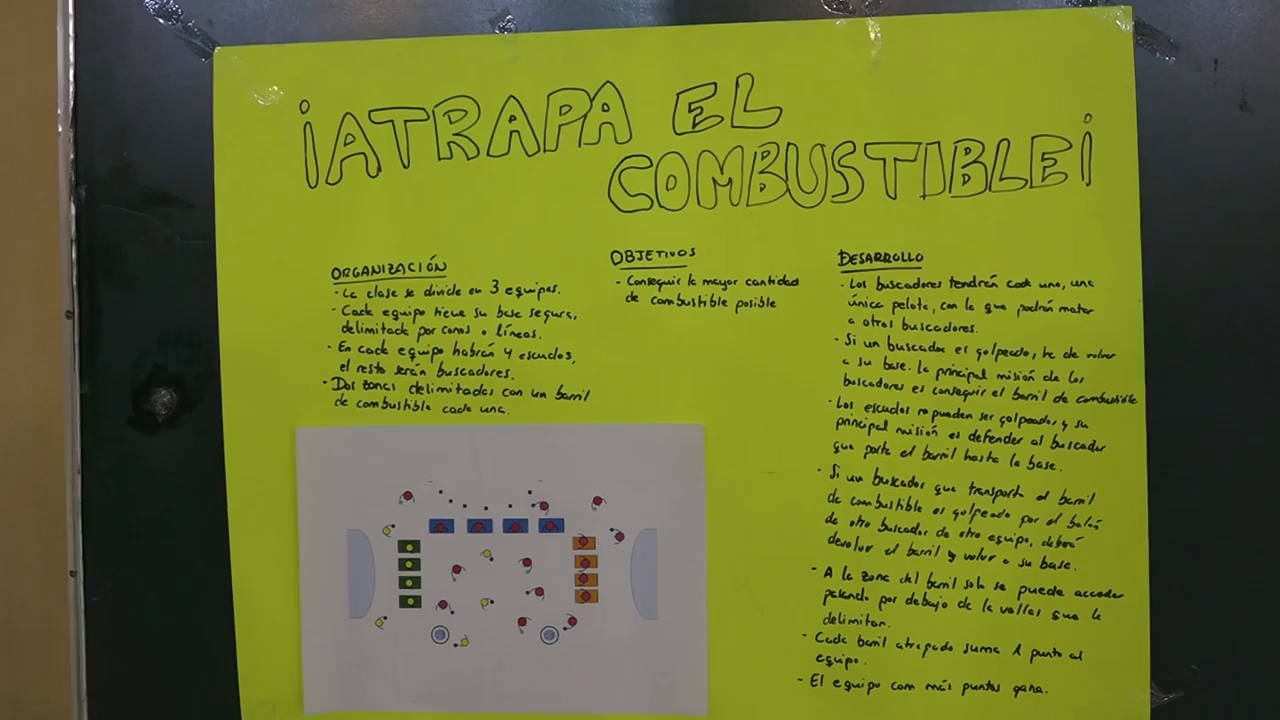 ¡ATRAPA EL
COMBUSTIBLE¡
ORGANIZACIÓN
- La clase se divide en 3 equipos.
- Cada equipo tiene su base segura,
delimitada por conos o líneas.
- En cada equipo habrán 4 escudos,
el resto serán buscadores.
- Dos zonas delimitadas con un barril
de combustible cada una.
OBJETIVOS
- Conseguir la mayor cantidad
de combustible posible
DESARROLLO
- Los buscadores tendrán cada uno, una
única pelota, con la que podrán matar
a otros buscadores.
- Si un buscador es golpeado, ha de volver
a su base. La principal misión de los
buscadores es conseguir el barril de combustible
- Los escudos no pueden ser golpeados y su
principal misión es defender al buscador
que porta el barril hasta la base.
- Si un buscador que transporta el barril
de combustible es golpeado por el balón
de otro buscador de otro equipo, deberá
devolver el barril y volver a su base.
- A la zona del barril solo se puede acceder
pasando por debajo de la vallas que la
delimitan.
- Cada barril atrapado suma 1 punto al
equipo.
- El equipo com más puntos gana.